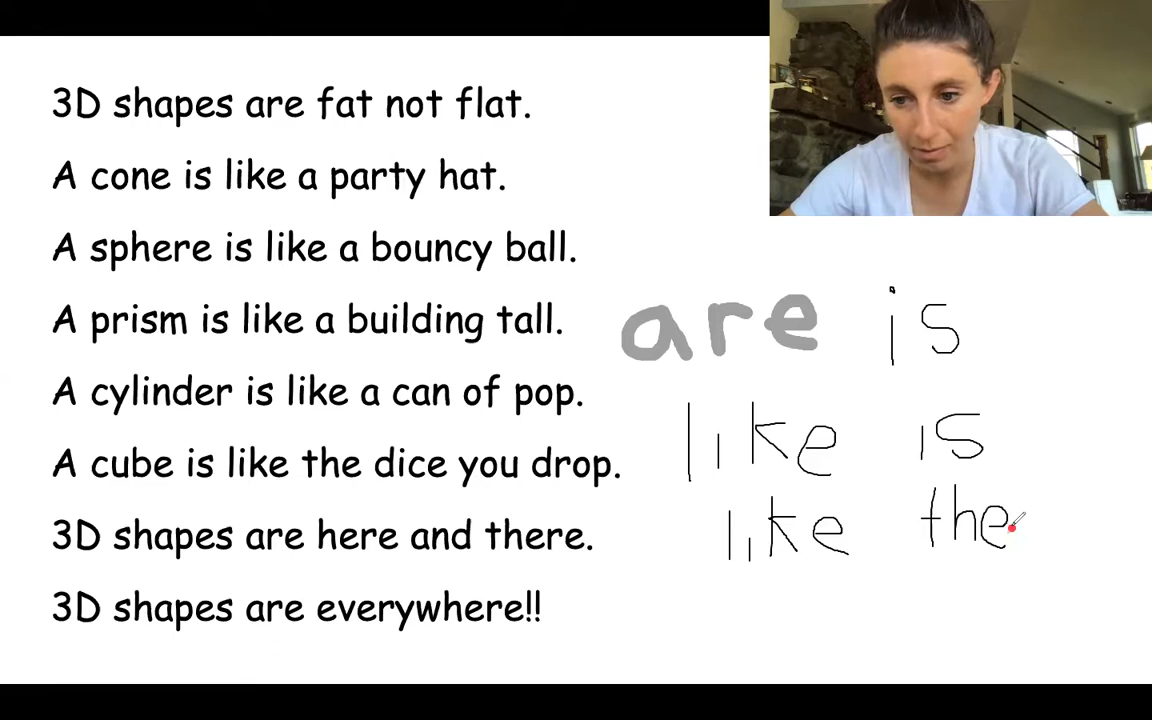 3D shapes are fat not flat.
A cone is like a party hat.
A sphere is like a bouncy ball.
A prism is like a building tall.
A cylinder is like a can of pop.
A cube is like the dice you drop.
3D shapes are here and there.
3D shapes are everywhere!!
are is
like is
like the